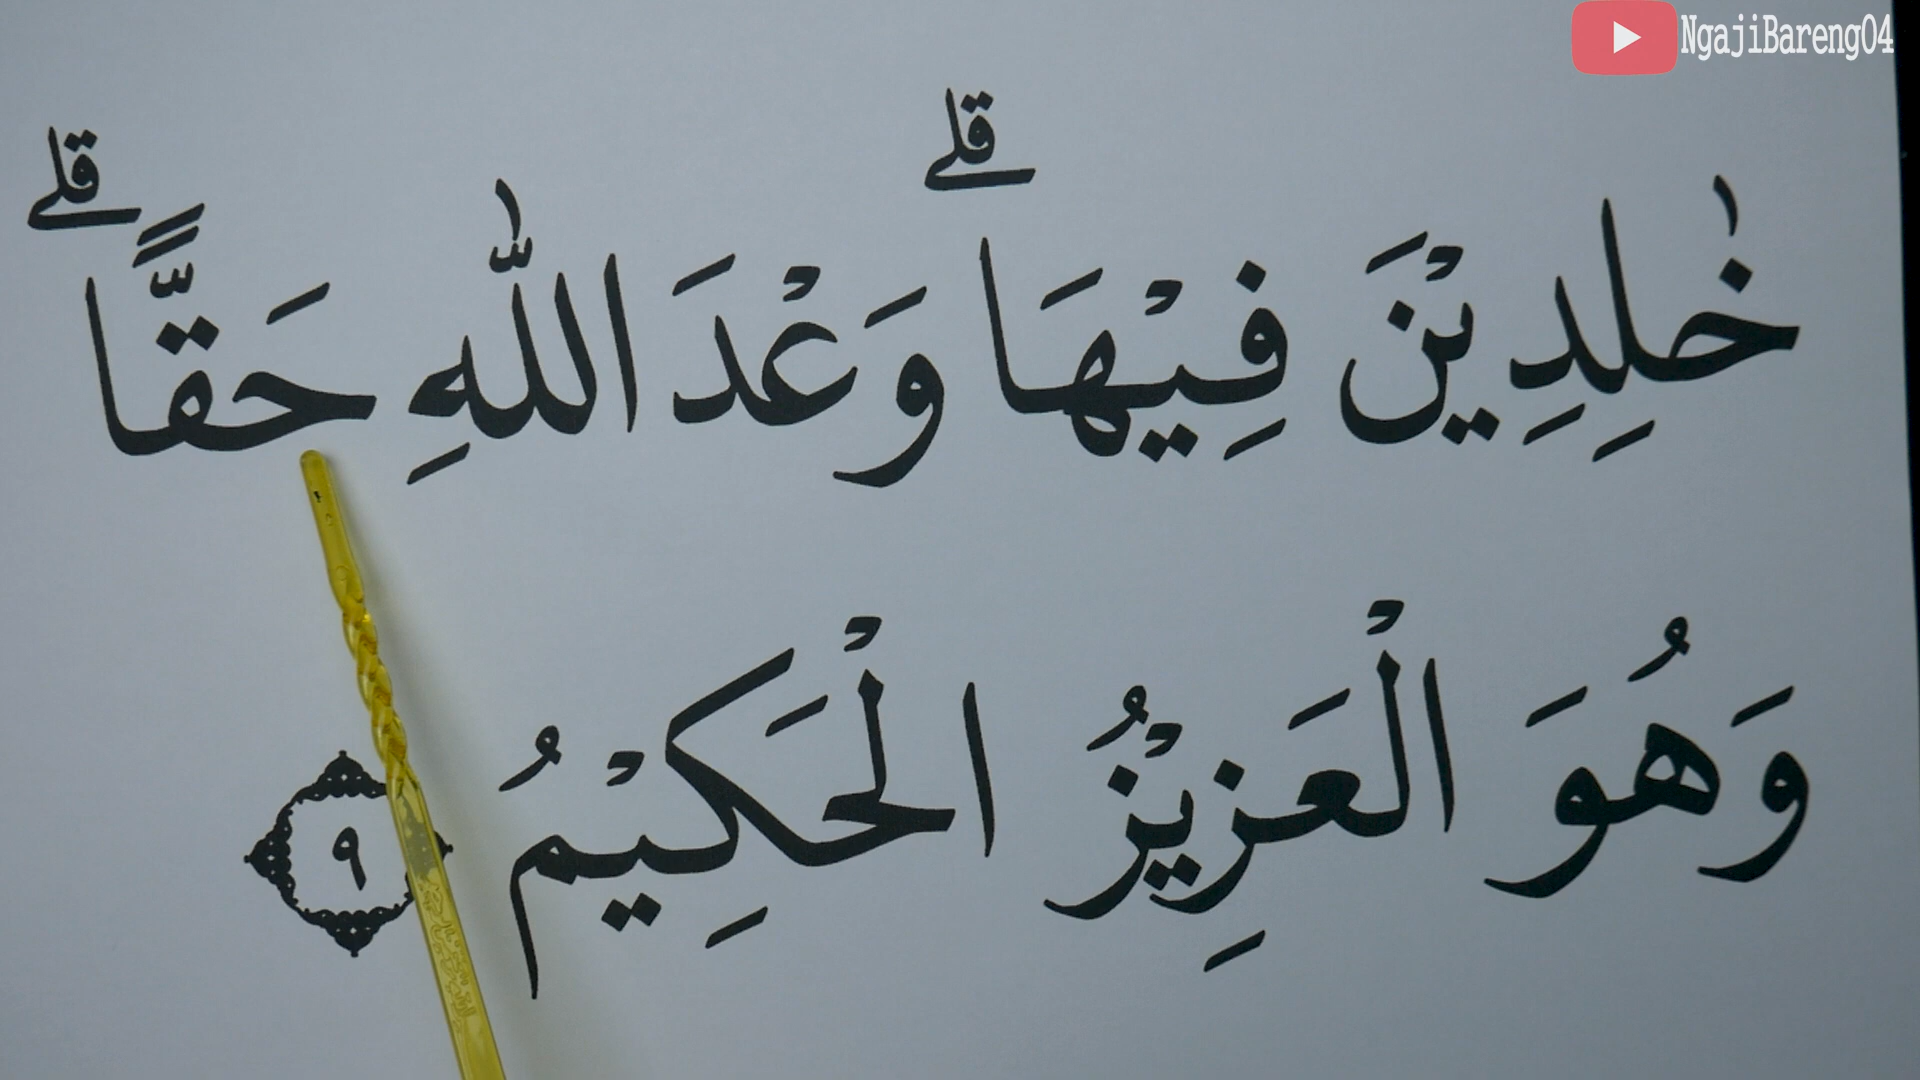 NgajiBareng04
خٰلِدِيْنَ فِيْهَاۗ وَعْدَ اللّٰهِ حَقًّاۗ
وَهُوَ الْعَزِيْزُ الْحَكِيْمُ ٩